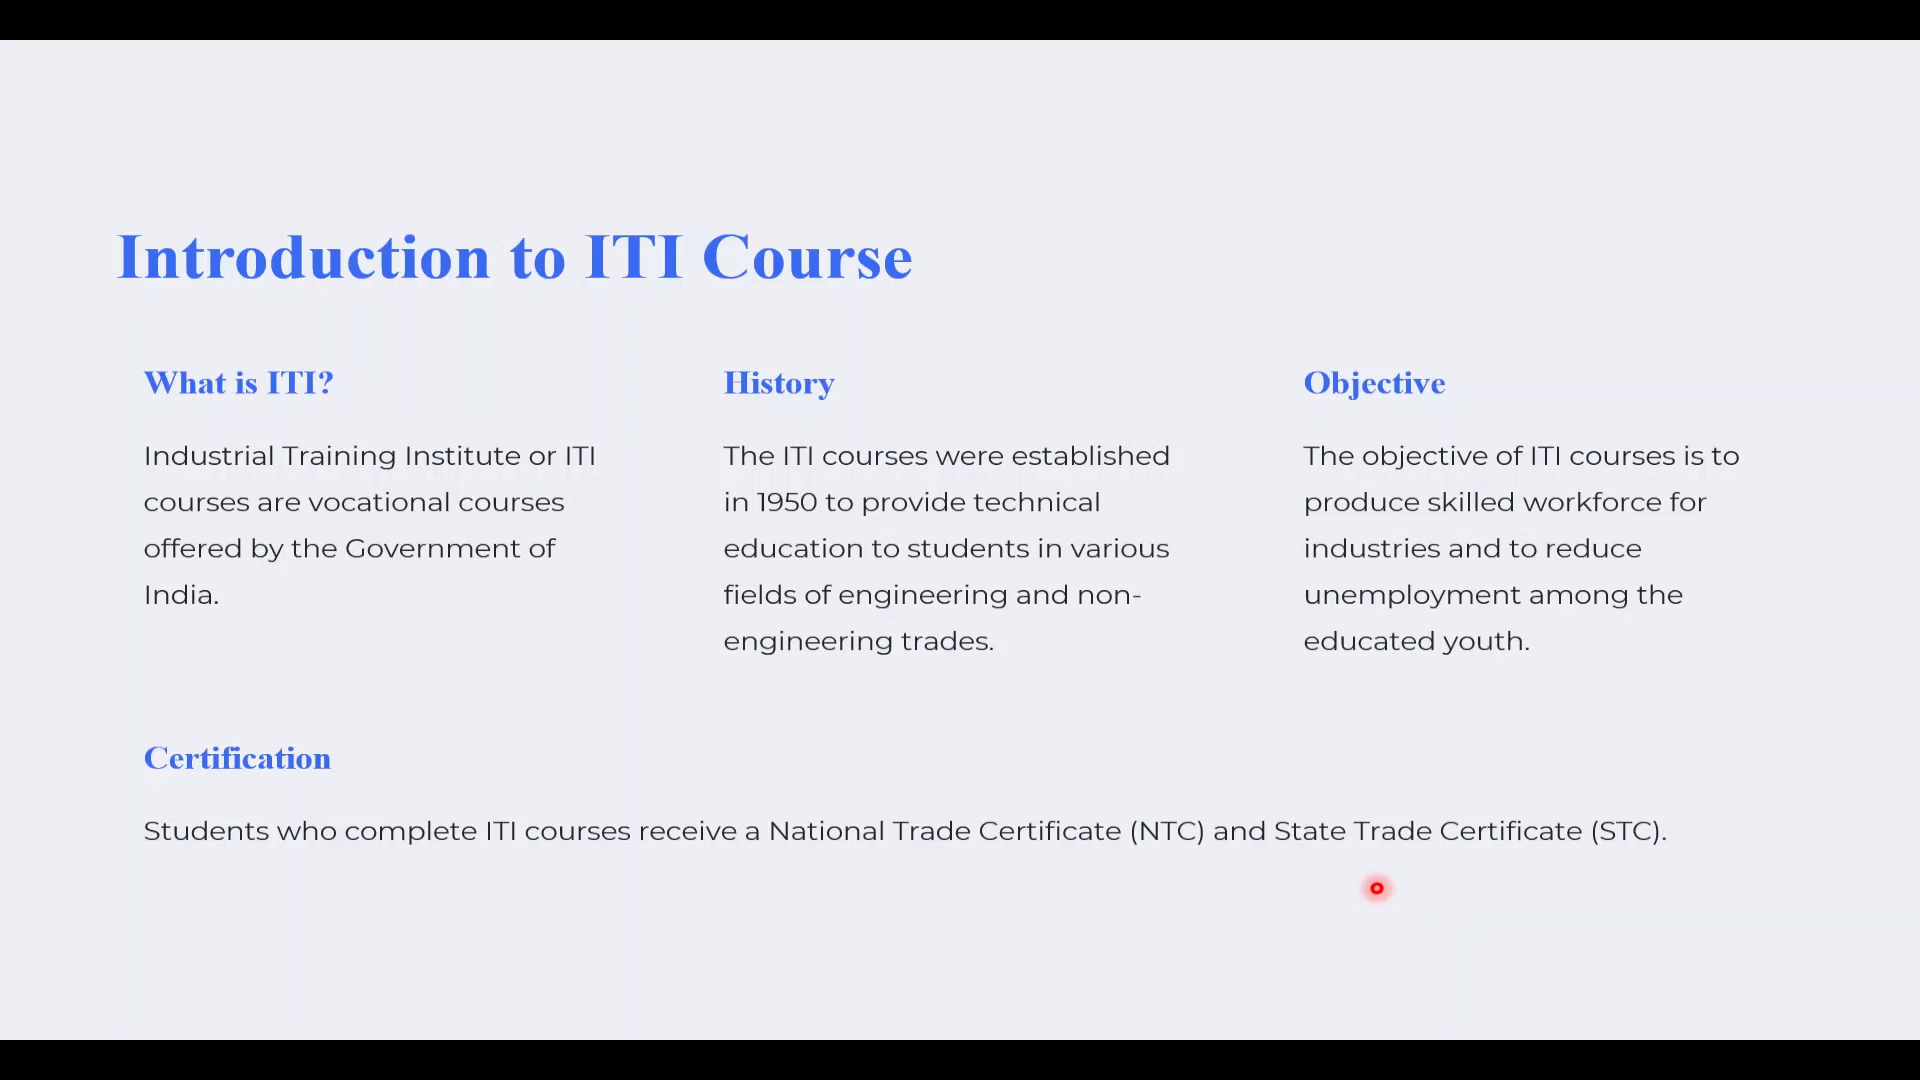 Introduction to ITI Course
What is ITI?
Industrial Training Institute or ITI
courses are vocational courses
offered by the Government of
India.
History
The ITI courses were established
in 1950 to provide technical
education to students in various
fields of engineering and non-
engineering trades.
Objective
The objective of ITI courses is to
produce skilled workforce for
industries and to reduce
unemployment among the
educated youth.
Certification
Students who complete ITI courses receive a National Trade Certificate (NTC) and State Trade Certificate (STC).